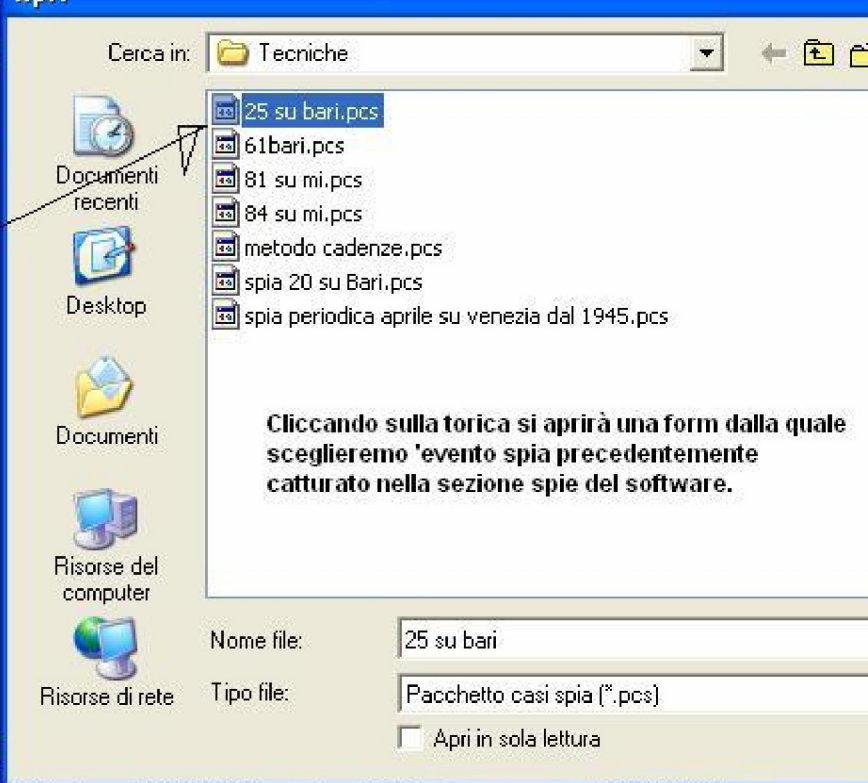 Cerca in:
Tecniche
25 su bari.pcs
61bari.pcs
81 su mi.pcs
84 su mi.pcs
metodo cadenze.pcs
spia 20 su Bari.pcs
spia periodica aprile su venezia dal 1945.pcs
Documenti
recenti
Desktop
Documenti
Risorse del
computer
Risorse di rete
Cliccando sulla torica si aprirà una form dalla quale
sceglieremo 'evento spia precedentemente
catturato nella sezione spie del software.
Nome file:
25 su bari
Tipo file:
Pacchetto casi spia (*.pcs)
Apri in sola lettura